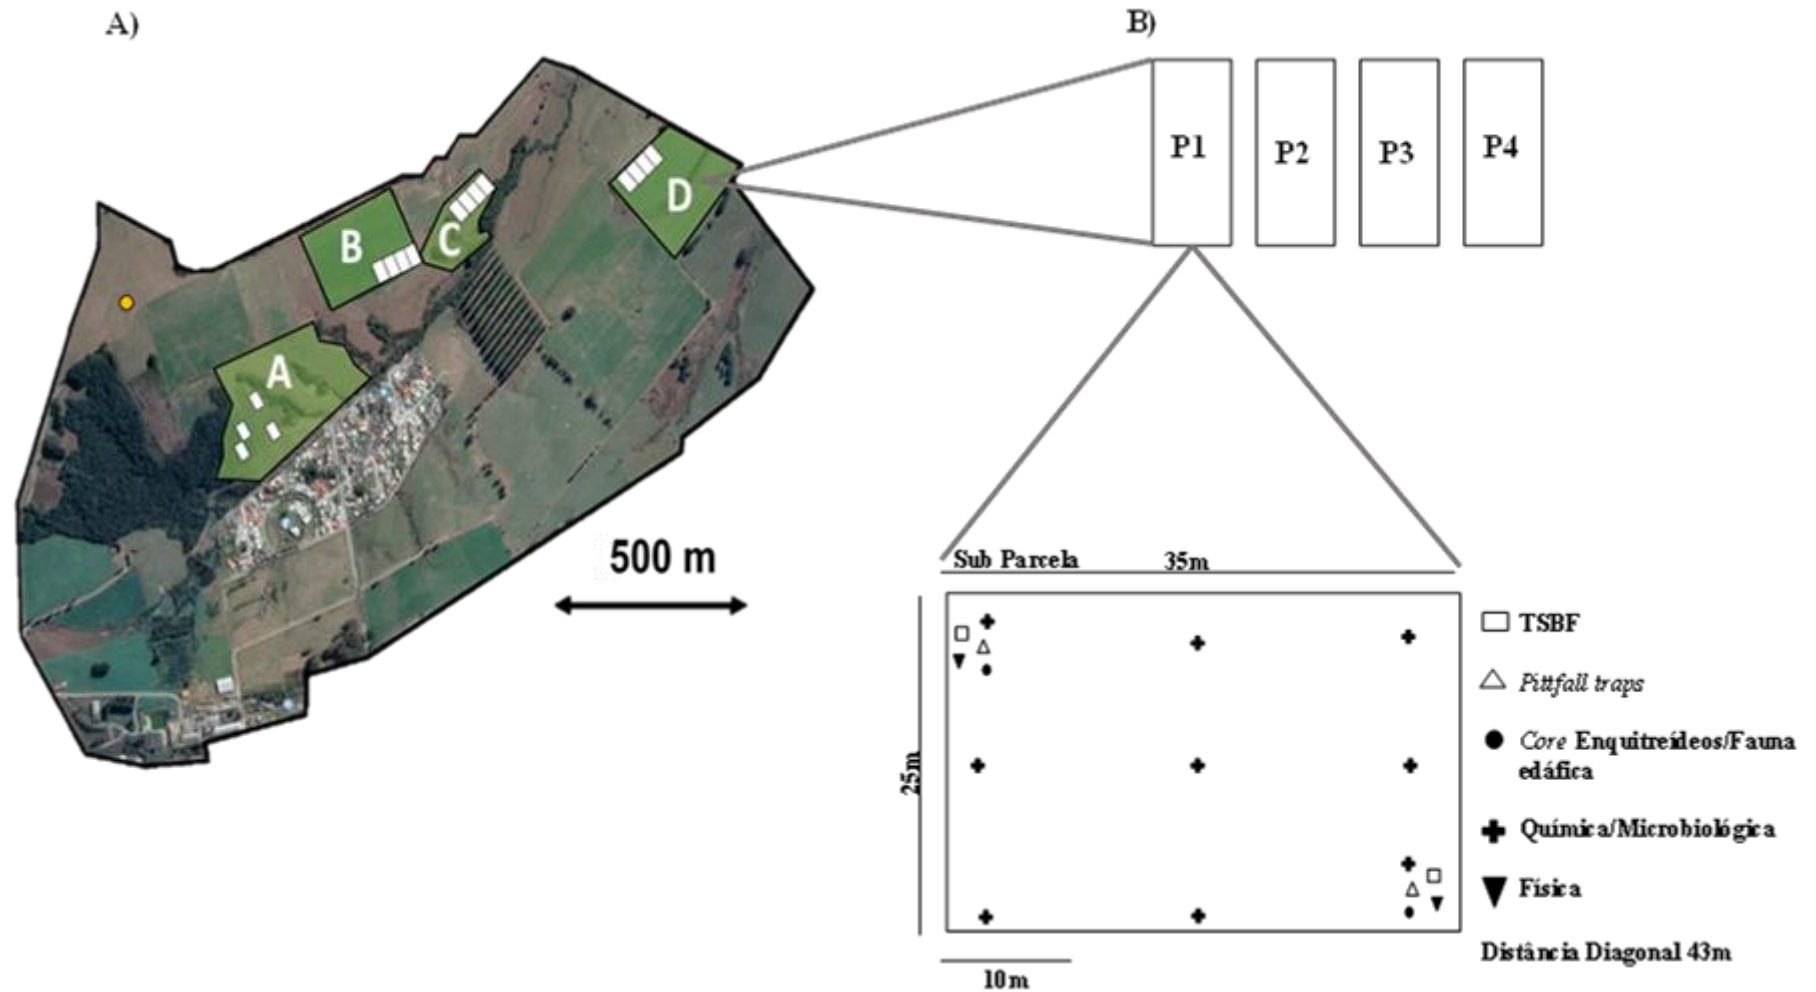 A)
B)
A
B
C
D
500 m
P1
P2
P3
P4
Sub Parcela
35m
25m
10m
TSBF
Pittfall traps
Core Enquitreídeos/Fauna
edáfica
Química/Microbiológica
Física
Distância Diagonal 43m